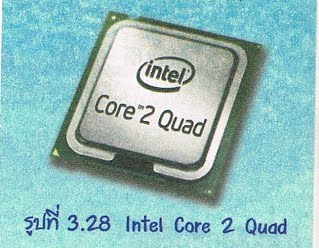 intel
Core™2 Quad
รูปที่ 3.28 Intel Core 2 Quad